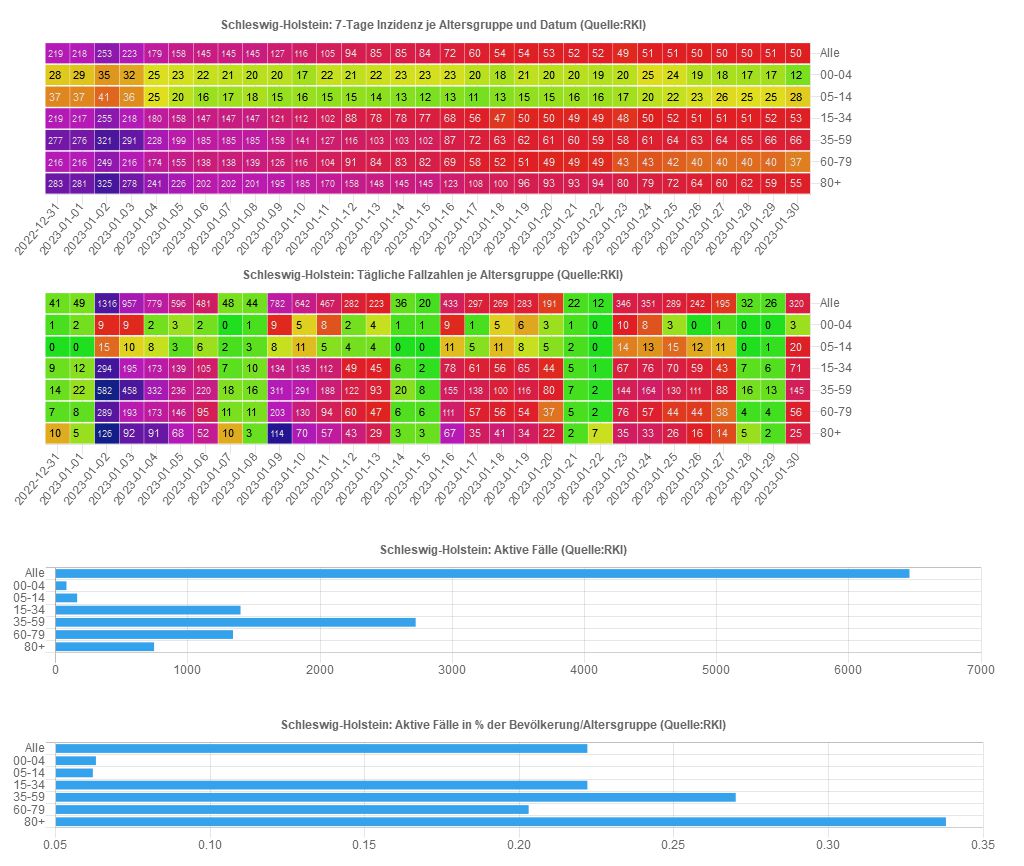 Schleswig-Holstein: 7-Tage Inzidenz je Altersgruppe und Datum (Quelle:RKI)
219 218 253 223 179 158 145 145 145 127 116 105 94 85 85 84 72 60 54 54 53 52 52 49 51 51 50 50 50 51 50 Alle
28 29 35 32 25 23 22 21 20 20 17 22 21 22 23 23 23 20 18 21 20 20 19 20 25 24 19 18 17 17 12 00-04
37 37 41 36 25 20 16 17 18 15 16 15 15 14 13 12 13 11 13 15 15 16 16 17 20 22 23 26 25 25 28 05-14
219 217 255 218 180 158 147 147 147 121 112 102 88 78 78 77 68 56 47 50 50 49 49 48 50 52 51 51 51 52 53 15-34
277 276 321 291 228 199 185 185 185 158 141 127 116 103 103 102 87 72 63 62 61 60 59 58 61 64 63 64 65 66 66 35-59
216 216 249 216 174 155 138 138 139 126 116 104 91 84 83 82 69 58 52 51 49 49 49 43 43 42 40 40 40 40 37 60-79
283 281 325 278 241 226 202 202 201 195 185 170 158 148 145 145 123 108 100 96 93 93 94 80 79 72 64 60 62 59 55 80+
2022-12-31 2023-01-01 2023-01-02 2023-01-03 2023-01-04 2023-01-05 2023-01-06 2023-01-07 2023-01-08 2023-01-09 2023-01-10 2023-01-11 2023-01-12 2023-01-13 2023-01-14 2023-01-15 2023-01-16 2023-01-17 2023-01-18 2023-01-19 2023-01-20 2023-01-21 2023-01-22 2023-01-23 2023-01-24 2023-01-25 2023-01-26 2023-01-27 2023-01-28 2023-01-29 2023-01-30
Schleswig-Holstein: Tägliche Fallzahlen je Altersgruppe (Quelle:RKI)
41 49 1316 957 779 596 481 48 44 782 642 467 282 223 36 20 433 297 269 283 191 22 12 346 351 289 242 195 32 26 320 Alle
1 2 9 9 2 3 2 0 1 9 5 8 2 4 1 1 9 1 5 6 3 1 0 10 8 3 0 1 0 0 3 00-04
0 0 15 10 8 3 6 2 3 8 11 5 4 4 0 0 11 5 11 8 5 2 0 14 13 15 12 11 0 1 20 05-14
9 12 294 195 173 139 105 7 10 134 135 112 49 45 6 2 78 61 56 65 44 5 1 67 76 70 59 43 7 6 71 15-34
14 22 582 458 332 236 220 18 16 311 291 188 122 93 20 8 155 138 100 116 80 7 2 144 164 130 111 88 16 13 145 35-59
7 8 289 193 173 146 95 11 11 203 130 94 60 47 6 6 111 57 56 54 37 5 2 76 57 44 44 38 4 4 56 60-79
10 5 126 92 91 68 52 10 3 114 70 57 43 29 3 3 67 35 41 34 22 2 7 35 33 26 16 14 5 2 25 80+
2022-12-31 2023-01-01 2023-01-02 2023-01-03 2023-01-04 2023-01-05 2023-01-06 2023-01-07 2023-01-08 2023-01-09 2023-01-10 2023-01-11 2023-01-12 2023-01-13 2023-01-14 2023-01-15 2023-01-16 2023-01-17 2023-01-18 2023-01-19 2023-01-20 2023-01-21 2023-01-22 2023-01-23 2023-01-24 2023-01-25 2023-01-26 2023-01-27 2023-01-28 2023-01-29 2023-01-30
Schleswig-Holstein: Aktive Fälle (Quelle:RKI)
Alle
00-04
05-14
15-34
35-59
60-79
80+
0 1000 2000 3000 4000 5000 6000 7000
Schleswig-Holstein: Aktive Fälle in % der Bevölkerung/Altersgruppe (Quelle:RKI)
Alle
00-04
05-14
15-34
35-59
60-79
80+
0.05 0.10 0.15 0.20 0.25 0.30 0.35